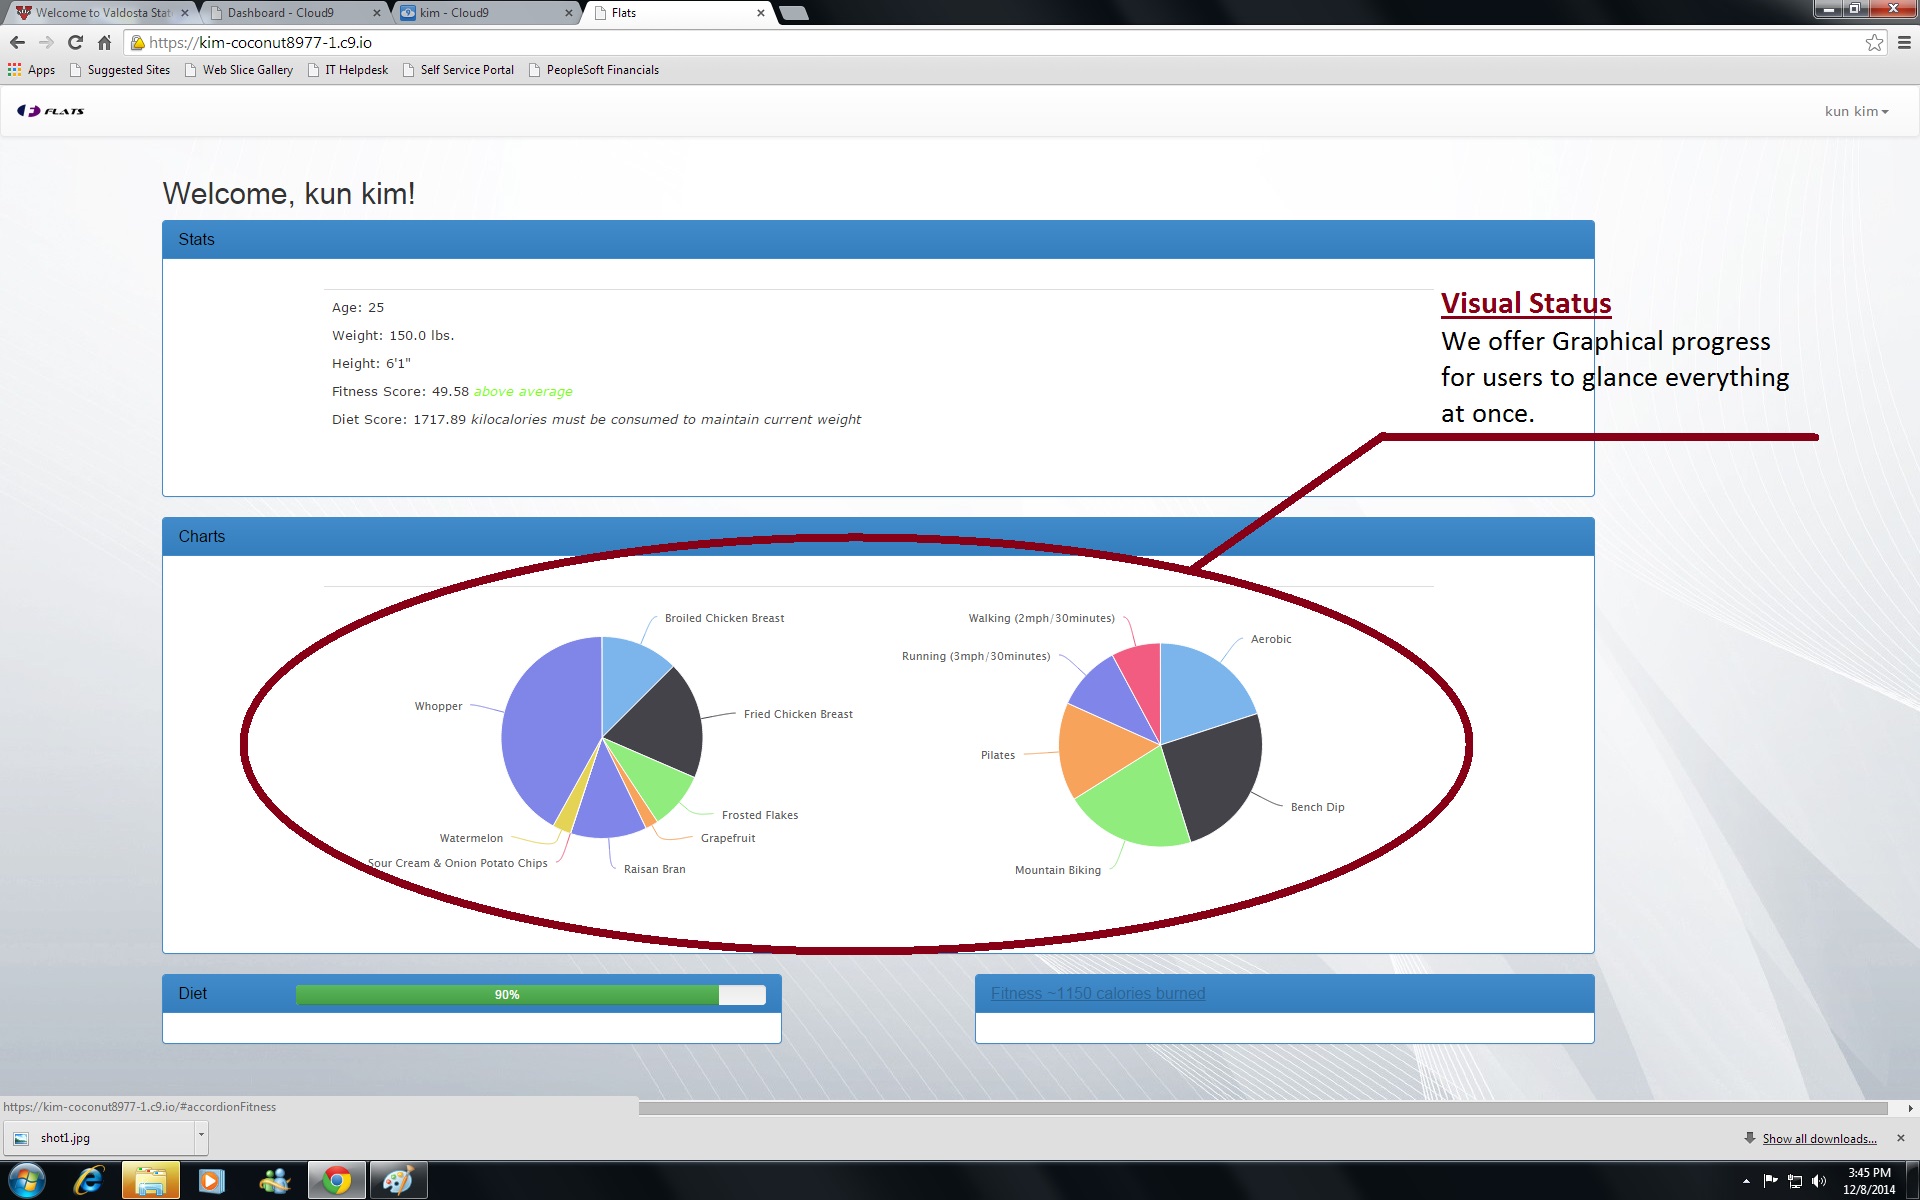 Welcome to Valdosta Stat
Dashboard - Cloud9
kim - Cloud9
Flats
https://kim-coconut8977-1.c9.io
Apps
Suggested Sites
Web Slice Gallery
IT Helpdesk
Self Service Portal
PeopleSoft Financials
FLATS
kun kim
Welcome, kun kim!
Stats
Age: 25
Weight: 150.0 lbs.
Height: 6'1"
Fitness Score: 49.58 above average
Diet Score: 1717.89 kilocalories must be consumed to maintain current weight
Visual Status
We offer Graphical progress
for users to glance everything
at once.
Charts
Broiled Chicken Breast
Whopper
Fried Chicken Breast
Frosted Flakes
Watermelon
Grapefruit
Sour Cream & Onion Potato Chips
Raisan Bran
Walking (2mph/30minutes)
Aerobic
Running (3mph/30minutes)
Pilates
Bench Dip
Mountain Biking
Diet
90%
Fitness ~1150 calories burned
https://kim-coconut8977-1.c9.io/#accordionFitness
shot1.jpg
Show all downloads...
3:45 PM
12/8/2014